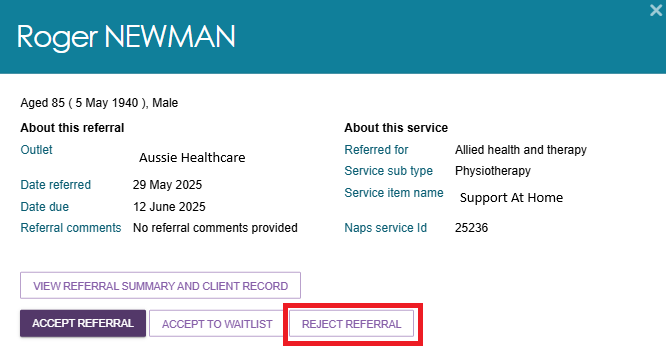 Roger NEWMAN
Aged 85 ( 5 May 1940 ), Male
About this referral
Outlet Aussie Healthcare
Date referred 29 May 2025
Date due 12 June 2025
Referral comments No referral comments provided
About this service
Referred for Allied health and therapy
Service sub type Physiotherapy
Service item name Support At Home
Naps service Id 25236
VIEW REFERRAL SUMMARY AND CLIENT RECORD
ACCEPT REFERRAL
ACCEPT TO WAITLIST
REJECT REFERRAL